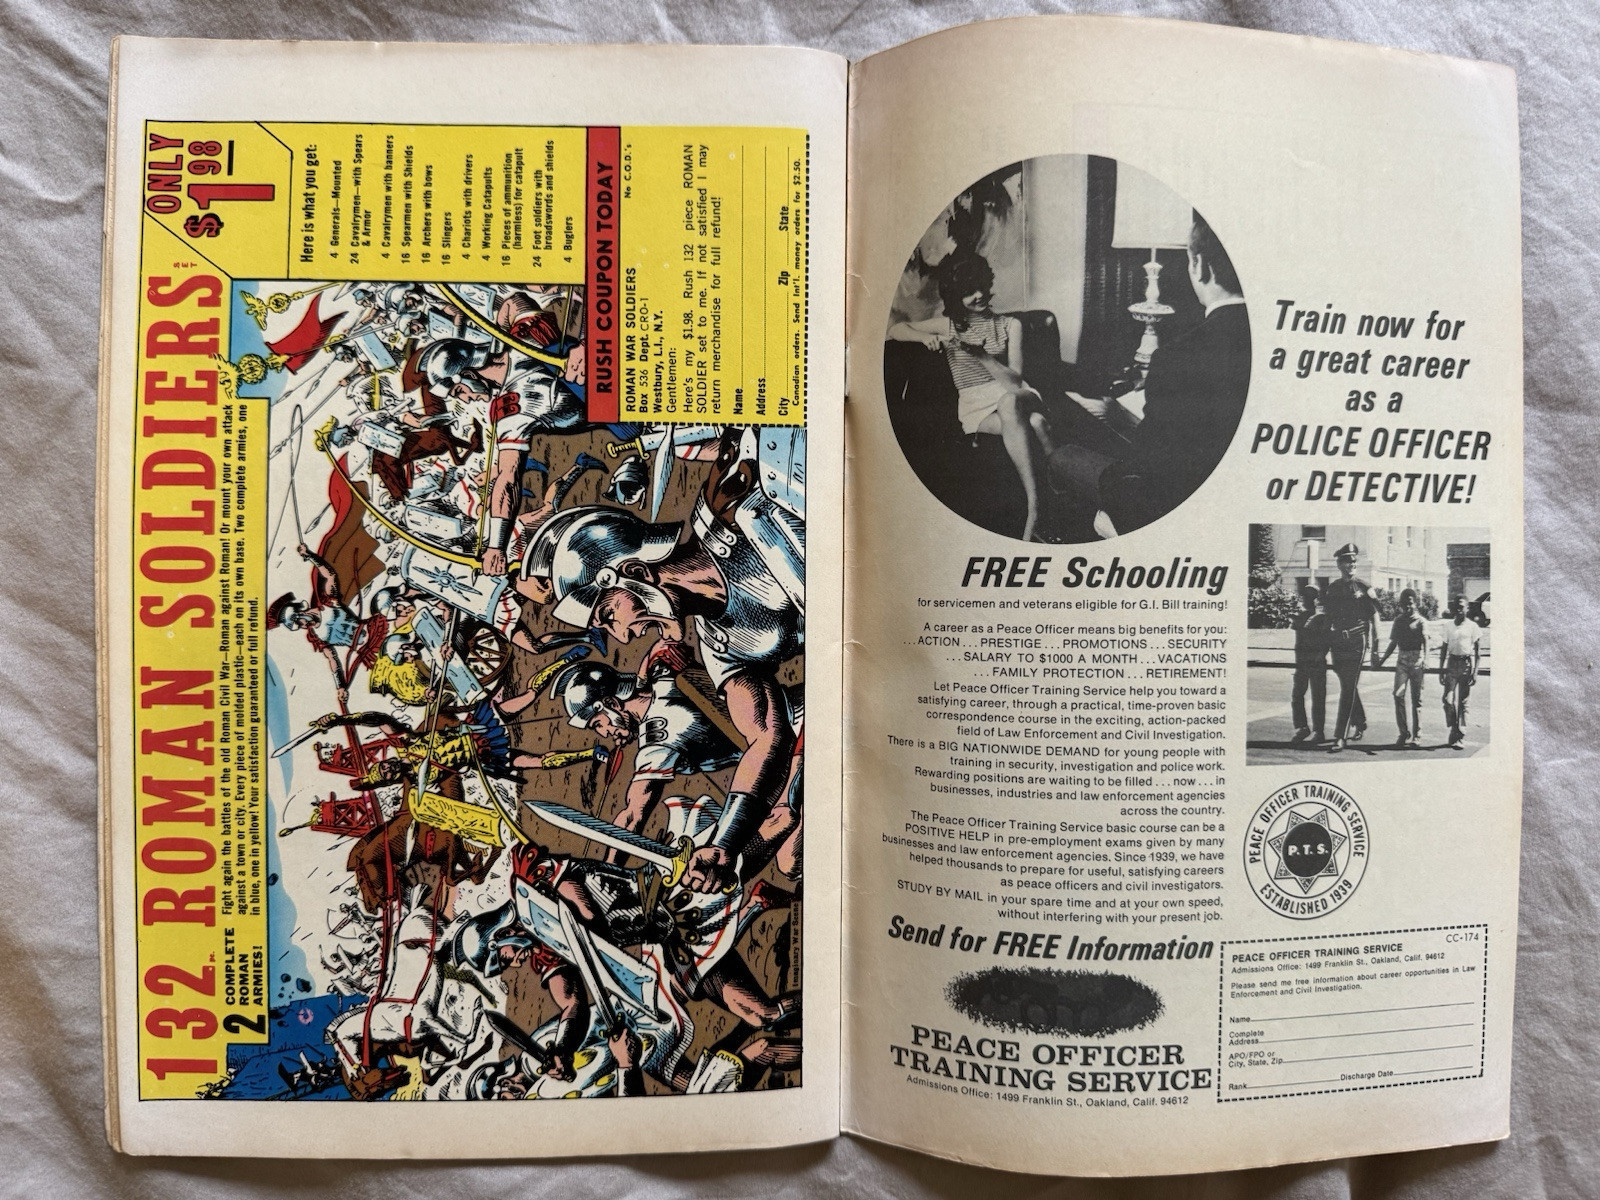 132 PC. ROMAN SOLDIERS SET
ONLY
$1.98
2 COMPLETE
ROMAN
ARMIES!
Fight again the battles of the old Roman Civil War—Roman against Roman! Or mount your own attack
against a town or city. Every piece of molded plastic—each on its own base. Two complete armies, one
in blue, one in yellow! Your satisfaction guaranteed or full refund.
Here is what you get:
4 Generals—Mounted
24 Cavalrymen—with Spears
& Armor
4 Cavalrymen with banners
16 Spearmen with Shields
16 Archers with bows
16 Slingers
4 Chariots with drivers
4 Working Catapults
16 Pieces of ammunition
(harmless) for catapult
24 Foot soldiers with
broadswords and shields
4 Buglers
RUSH COUPON TODAY
No C.O.D.'s
ROMAN WAR SOLDIERS
Box 536 Dept. CRO-1
Westbury, L.I., N.Y.
Gentlemen:
Here's my $1.98. Rush 132 piece ROMAN
SOLDIER set to me. If not satisfied I may
return merchandise for full refund!
Name
Address
City Zip State
Canadian orders. Send Int'l. money orders for $2.50.
Imaginary War Scene
Train now for
a great career
as a
POLICE OFFICER
or DETECTIVE!
FREE Schooling
for servicemen and veterans eligible for G.I. Bill training!
A career as a Peace Officer means big benefits for you:
...ACTION...PRESTIGE...PROMOTIONS...SECURITY
...SALARY TO $1000 A MONTH...VACATIONS
...FAMILY PROTECTION...RETIREMENT!
Let Peace Officer Training Service help you toward a
satisfying career, through a practical, time-proven basic
correspondence course in the exciting, action-packed
field of Law Enforcement and Civil Investigation.
There is a BIG NATIONWIDE DEMAND for young people with
training in security, investigation and police work.
Rewarding positions are waiting to be filled...now...in
businesses, industries and law enforcement agencies
across the country.
The Peace Officer Training Service basic course can be a
POSITIVE HELP in pre-employment exams given by many
businesses and law enforcement agencies. Since 1939, we have
helped thousands to prepare for useful, satisfying careers
as peace officers and civil investigators.
STUDY BY MAIL in your spare time and at your own speed,
without interfering with your present job.
PEACE OFFICER TRAINING SERVICE
P.T.S.
ESTABLISHED 1939
Send for FREE Information
PEACE OFFICER
TRAINING SERVICE
Admissions Office: 1499 Franklin St., Oakland, Calif. 94612
CC-174
PEACE OFFICER TRAINING SERVICE
Admissions Office: 1499 Franklin St., Oakland, Calif. 94612
Please send me free information about career opportunities in Law
Enforcement and Civil Investigation.
Name
Complete
Address
APO/FPO or
City, State, Zip
Rank Discharge Date